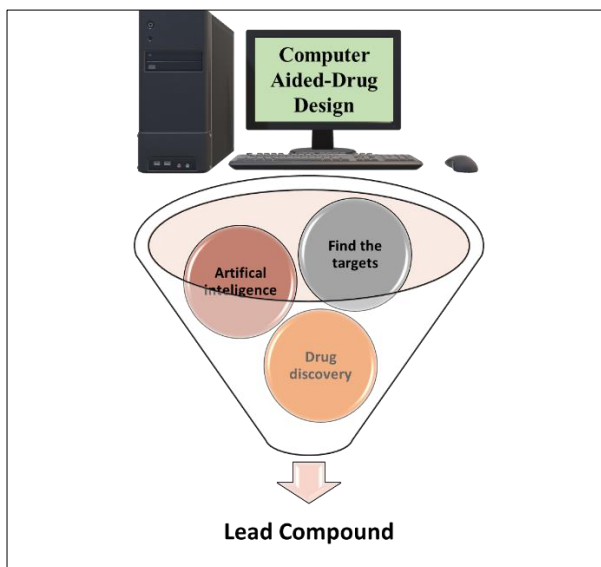 Computer
Aided-Drug
Design
Find the
targets
Artifical
inteligence
Drug
discovery
Lead Compound